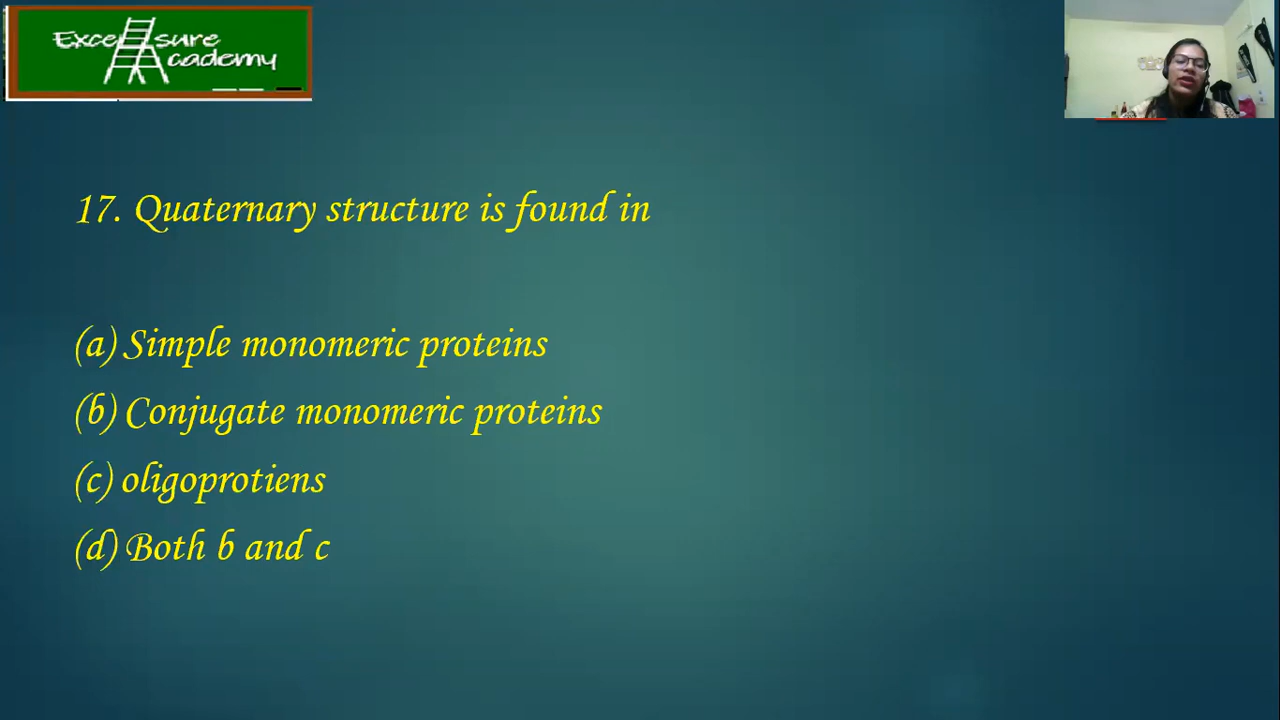 Excel sure
Academy
17. Quaternary structure is found in
(a) Simple monomeric proteins
(b) Conjugate monomeric proteins
(c) oligoprotiens
(d) Both b and c